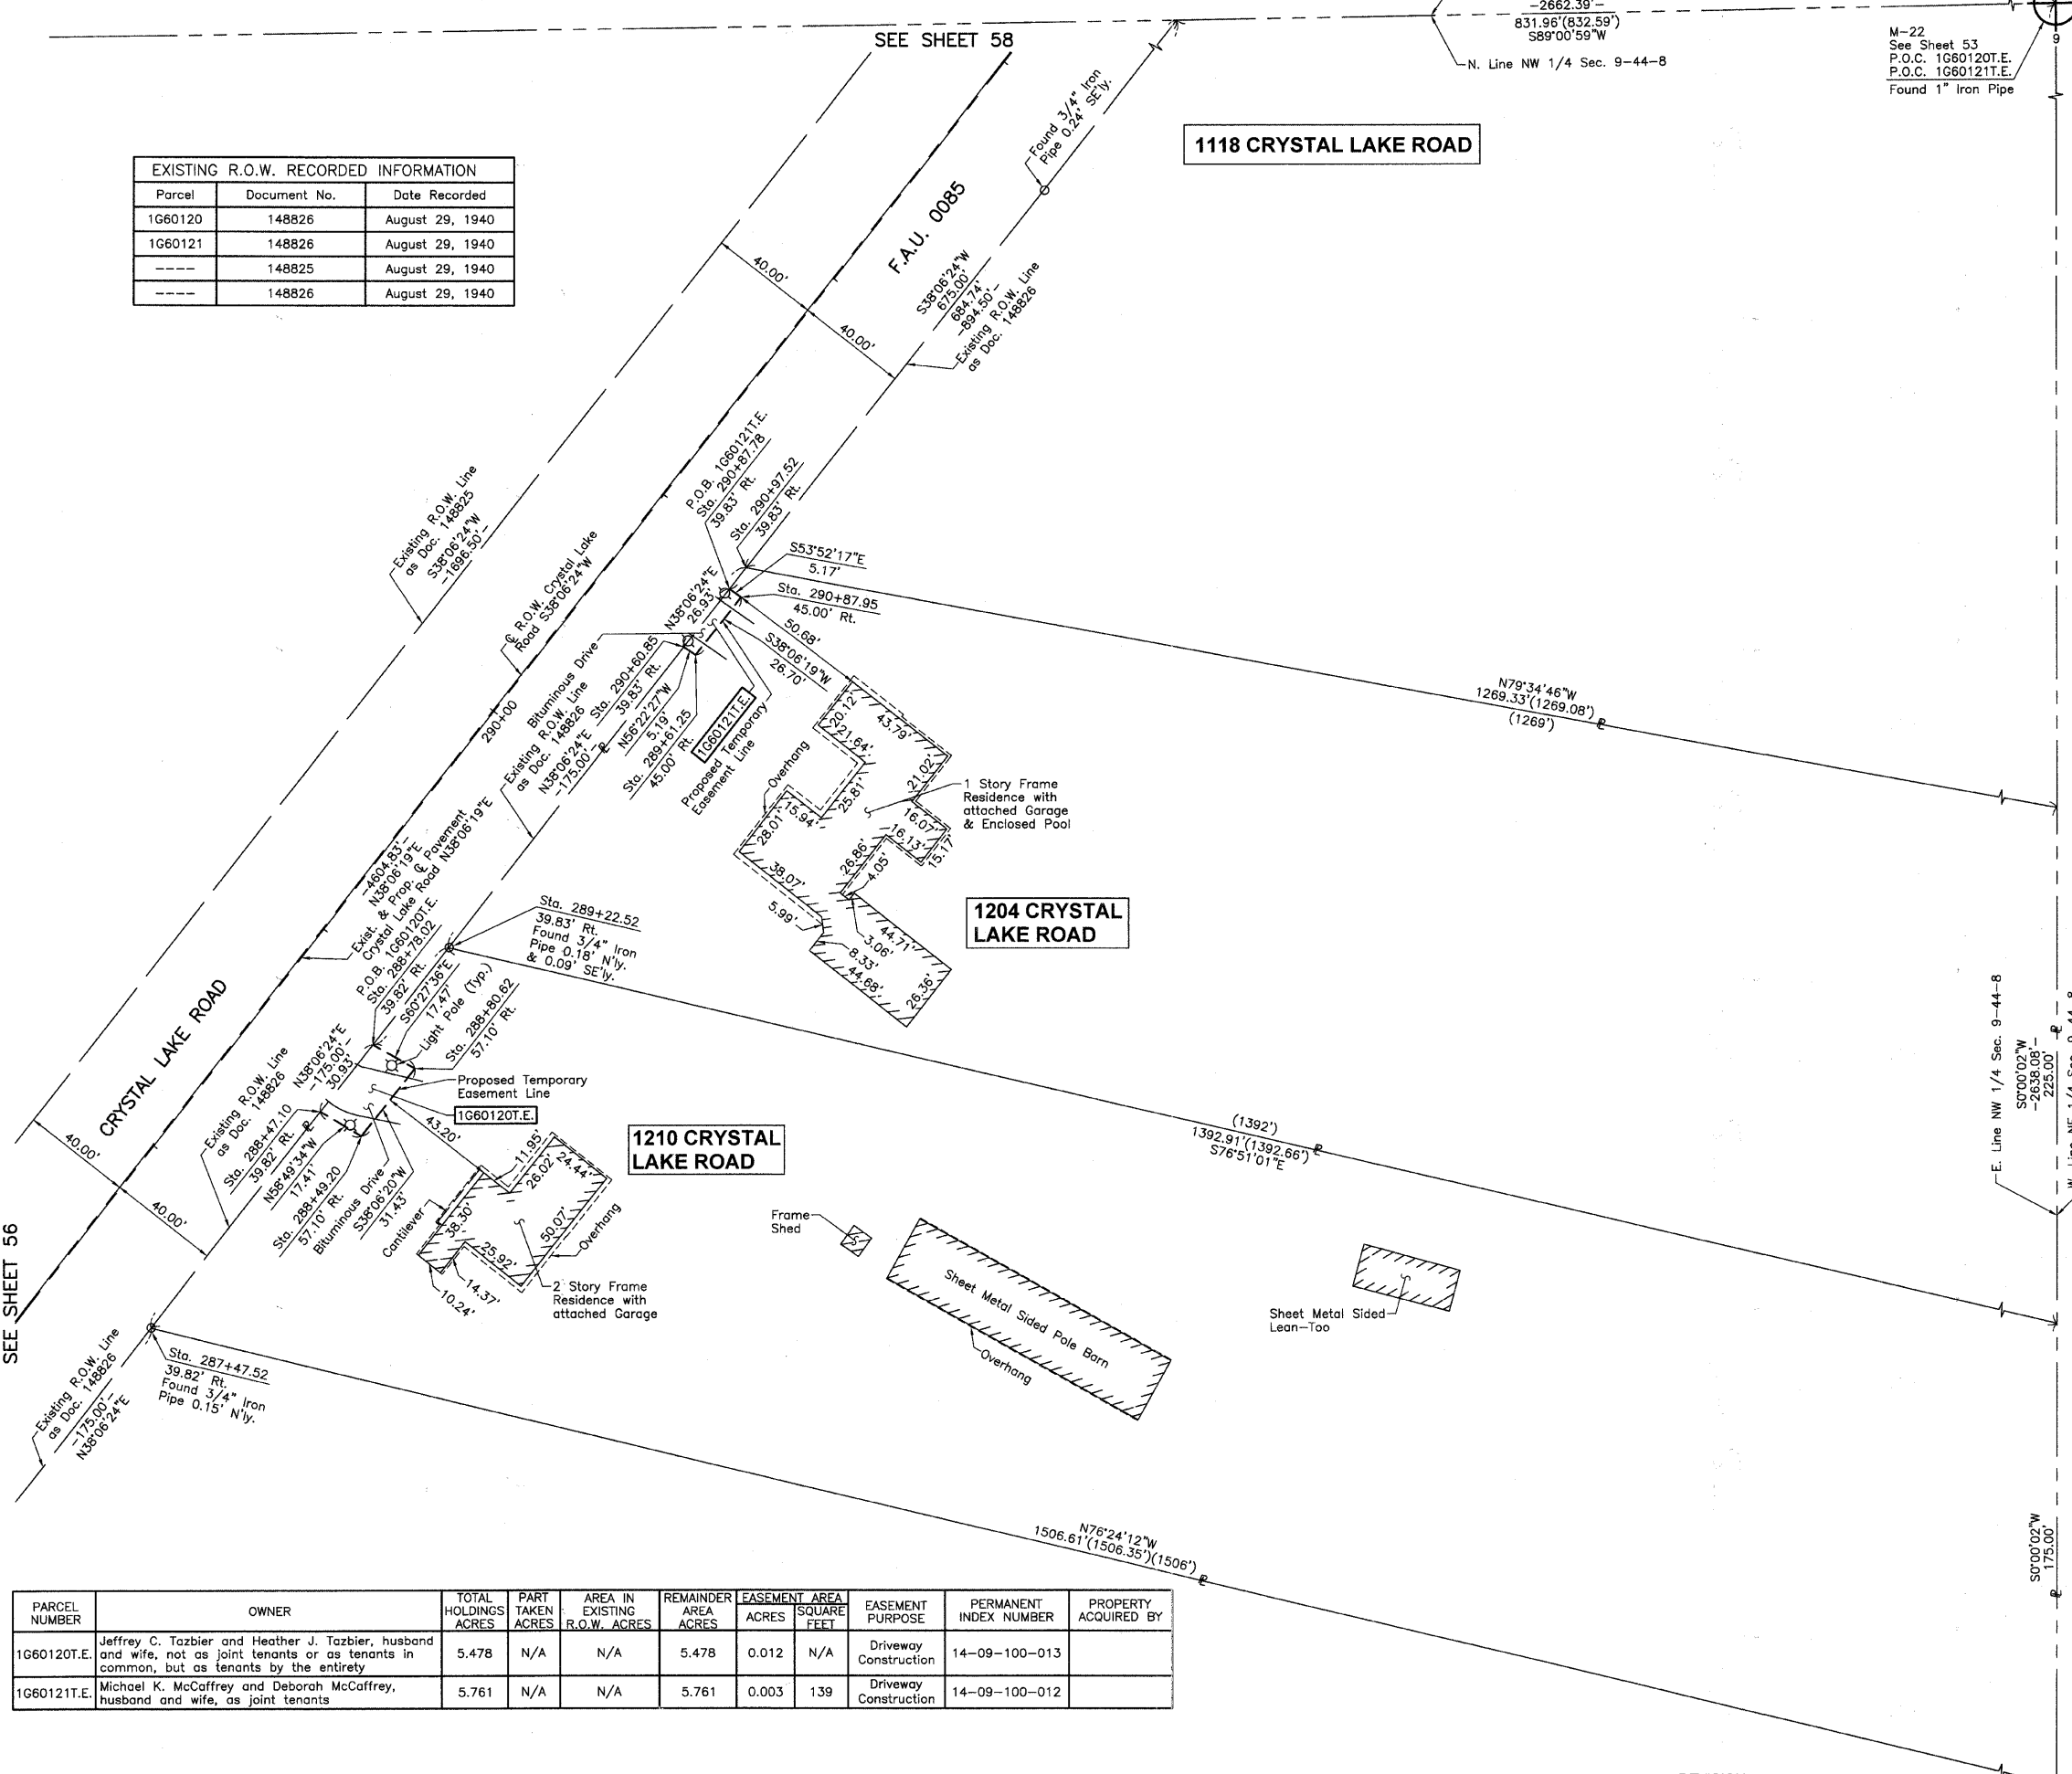 SEE SHEET 58
-2662.39'-
831.96'(832.59')
S89°00'59"W
N. Line NW 1/4 Sec. 9-44-8
M-22
See Sheet 53
P.O.C. 1G60120T.E.
P.O.C. 1G60121T.E.
Found 1" Iron Pipe
9
1118 CRYSTAL LAKE ROAD
Found 3/4" Iron
Pipe 0.24' SE'ly.
EXISTING R.O.W. RECORDED INFORMATION
Parcel Document No. Date Recorded
1G60120 148826 August 29, 1940
1G60121 148826 August 29, 1940
---- 148825 August 29, 1940
---- 148826 August 29, 1940
F.A.U. 0085
40.00'
40.00'
S38°06'24"W
675.00'
684.74'
-894.50'-
Existing R.O.W. Line
as Doc. 148826
Existing R.O.W. Line
as Doc. 148825
S38°06'24"W
-1696.50'-
℄ R.O.W. Crystal Lake
Road S38°06'24"W
P.O.B. 1G60121T.E.
Sta. 290+87.78
39.83' Rt.
Sta. 290+97.52
39.83' Rt.
S53°52'17"E
5.17'
Sta. 290+87.95
45.00' Rt.
N38°06'24"E
26.93'
50.68'
S38°06'19"W
26.70'
290+00
Bituminous Drive
Existing R.O.W. Line
as Doc. 148826
N38°06'24"E
-175.00'-
Sta. 290+60.85
39.83' Rt.
N56°22'27"W
5.19'
Sta. 289+61.25
45.00' Rt.
1G60121T.E.
Proposed Temporary
Easement Line
20.12'
43.79'
21.64'
21.02'
Overhang
25.81'
15.94'
28.01'
16.07'
16.13'
15.17'
26.86'
4.05'
38.07'
5.99'
3.06'
44.71'
8.33'
44.68'
26.36'
1 Story Frame
Residence with
attached Garage
& Enclosed Pool
1204 CRYSTAL
LAKE ROAD
N79°34'46"W
1269.33'(1269.08')
(1269')
-4604.83'-
N38°06'19"E
Exist. & Prop. ℄ Pavement
Crystal Lake Road N38°06'19"E
P.O.B. 1G60120T.E.
Sta. 288+78.02
39.82' Rt.
S60°27'36"E
17.47'
Light Pole (Typ.)
Sta. 288+80.62
57.10' Rt.
Sta. 289+22.52
39.83' Rt.
Found 3/4" Iron
Pipe 0.18' N'ly.
& 0.09' SE'ly.
CRYSTAL LAKE ROAD
40.00'
40.00'
Existing R.O.W. Line
as Doc. 148826
N38°06'24"E
-175.00'-
30.93'
Sta. 288+47.10
39.82' Rt.
N58°49'34"W
17.41'
Sta. 288+49.20
57.10' Rt.
Bituminous Drive
S38°06'20"W
31.43'
Proposed Temporary
Easement Line
1G60120T.E.
43.20'
Cantilever
11.95'
26.02'
24.44'
38.30'
50.07'
25.92'
14.37'
10.24'
Overhang
2 Story Frame
Residence with
attached Garage
1210 CRYSTAL
LAKE ROAD
(1392')
1392.91'(1392.66')
S76°51'01"E
Frame
Shed
Sheet Metal Sided Pole Barn
Overhang
Sheet Metal Sided
Lean-Too
E. Line NW 1/4 Sec. 9-44-8
S0°00'02"W
-2638.08'-
225.00'
SEE SHEET 56
Sta. 287+47.52
39.82' Rt.
Found 3/4" Iron
Pipe 0.15' N'ly.
Existing R.O.W. Line
as Doc. 148826
-175.00'-
N38°06'24"E
N76°24'12"W
1506.61'(1506.35')(1506')
S0°00'02"W
175.00'
PARCEL NUMBER OWNER TOTAL HOLDINGS ACRES PART TAKEN ACRES AREA IN EXISTING R.O.W. ACRES REMAINDER AREA ACRES EASEMENT AREA ACRES SQUARE FEET EASEMENT PURPOSE PERMANENT INDEX NUMBER PROPERTY ACQUIRED BY
1G60120T.E. Jeffrey C. Tazbier and Heather J. Tazbier, husband and wife, not as joint tenants or as tenants in common, but as tenants by the entirety 5.478 N/A N/A 5.478 0.012 N/A Driveway Construction 14-09-100-013
1G60121T.E. Michael K. McCaffrey and Deborah McCaffrey, husband and wife, as joint tenants 5.761 N/A N/A 5.761 0.003 139 Driveway Construction 14-09-100-012